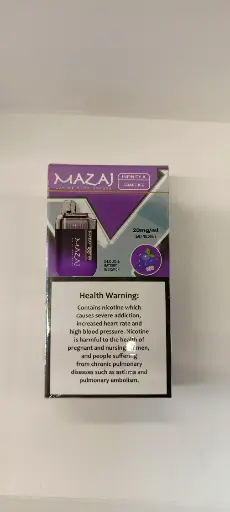 MAZAJ
INFINITY A
20mg/ml
MAZAJ
Health Warning:
Contains nicotine which
causes severe addiction,
increased heart rate and
high blood pressure. Nicotine
is harmful to the health of
pregnant and nursing women,
and people suffering
from chronic pulmonary
diseases such as asthma and
pulmonary embolism.